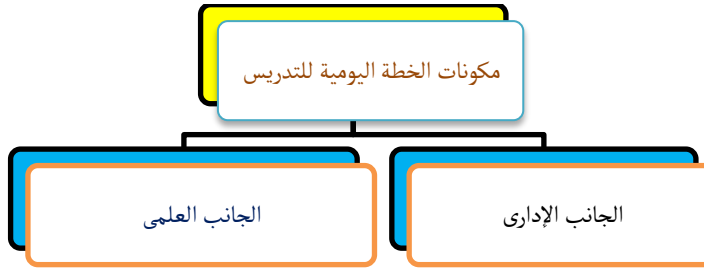 مكونات الخطة اليومية للتدريس
الجانب الإدارى
الجانب العلمى